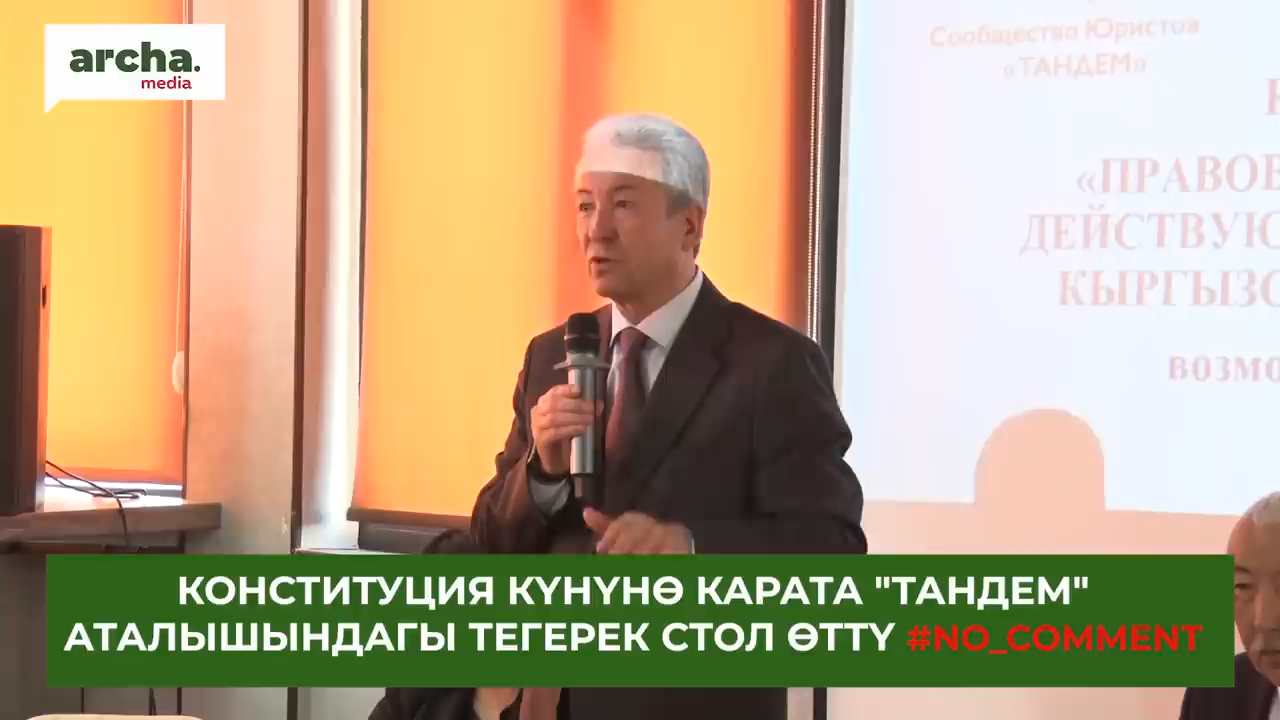 archa.
media
Сообщество Юристов
«ТАНДЕМ»
«ПРАВОВ
ДЕЙСТВУЮ
КЫРГЫЗС
ВОЗМО
КОНСТИТУЦИЯ КҮНҮНӨ КАРАТА "ТАНДЕМ"
АТАЛЫШЫНДАГЫ ТЕГЕРЕК СТОЛ ӨТТҮ #NO_COMMENT